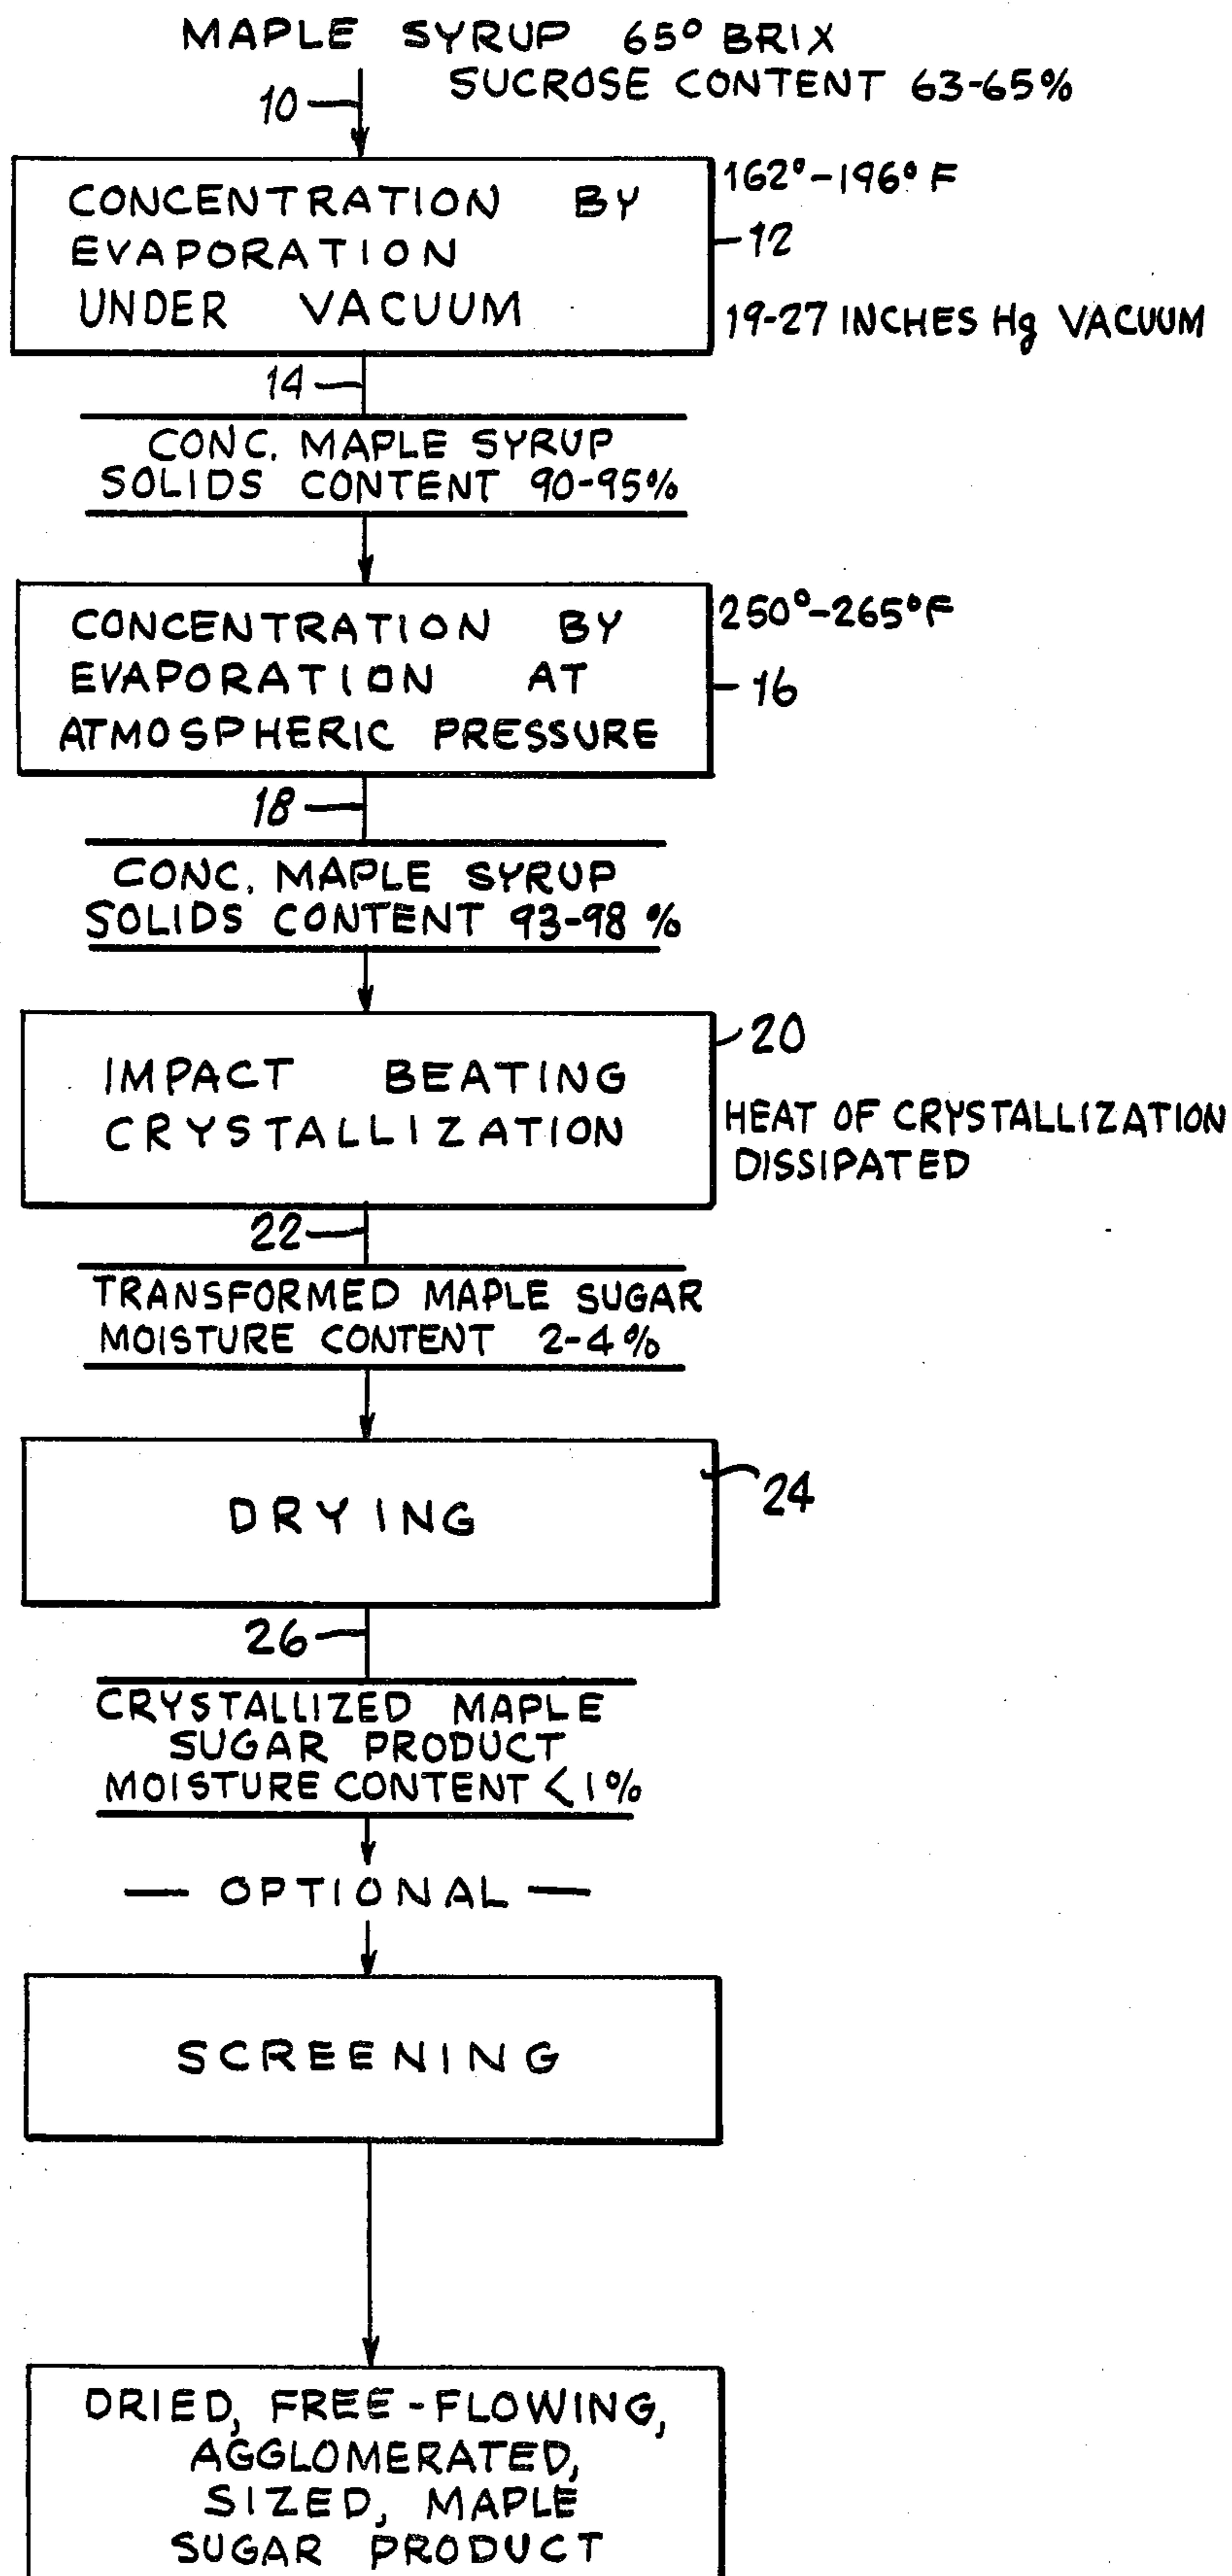 MAPLE SYRUP 65° BRIX
SUCROSE CONTENT 63-65%
10
CONCENTRATION BY
EVAPORATION
UNDER VACUUM
162°-196° F
12
19-27 INCHES Hg VACUUM
14
CONC. MAPLE SYRUP
SOLIDS CONTENT 90-95%
CONCENTRATION BY
EVAPORATION AT
ATMOSPHERIC PRESSURE
250°-265°F
16
18
CONC. MAPLE SYRUP
SOLIDS CONTENT 93-98 %
IMPACT BEATING
CRYSTALLIZATION
20
HEAT OF CRYSTALLIZATION
DISSIPATED
22
TRANSFORMED MAPLE SUGAR
MOISTURE CONTENT 2-4%
DRYING
24
26
CRYSTALLIZED MAPLE
SUGAR PRODUCT
MOISTURE CONTENT < 1%
— OPTIONAL —
SCREENING
DRIED, FREE-FLOWING,
AGGLOMERATED,
SIZED, MAPLE
SUGAR PRODUCT